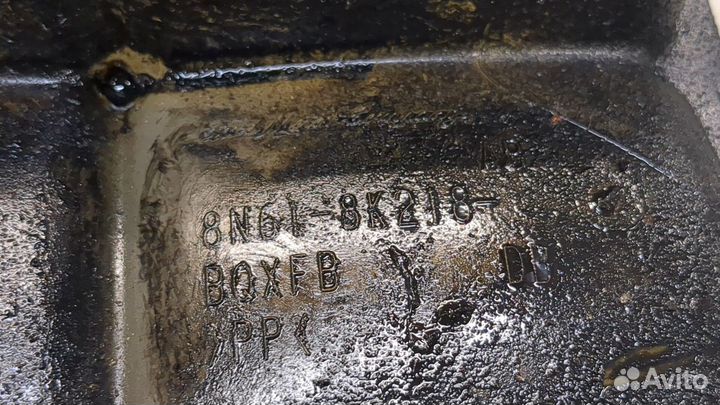 8N61-8K218-
BQXFB D
>PP<
Avito